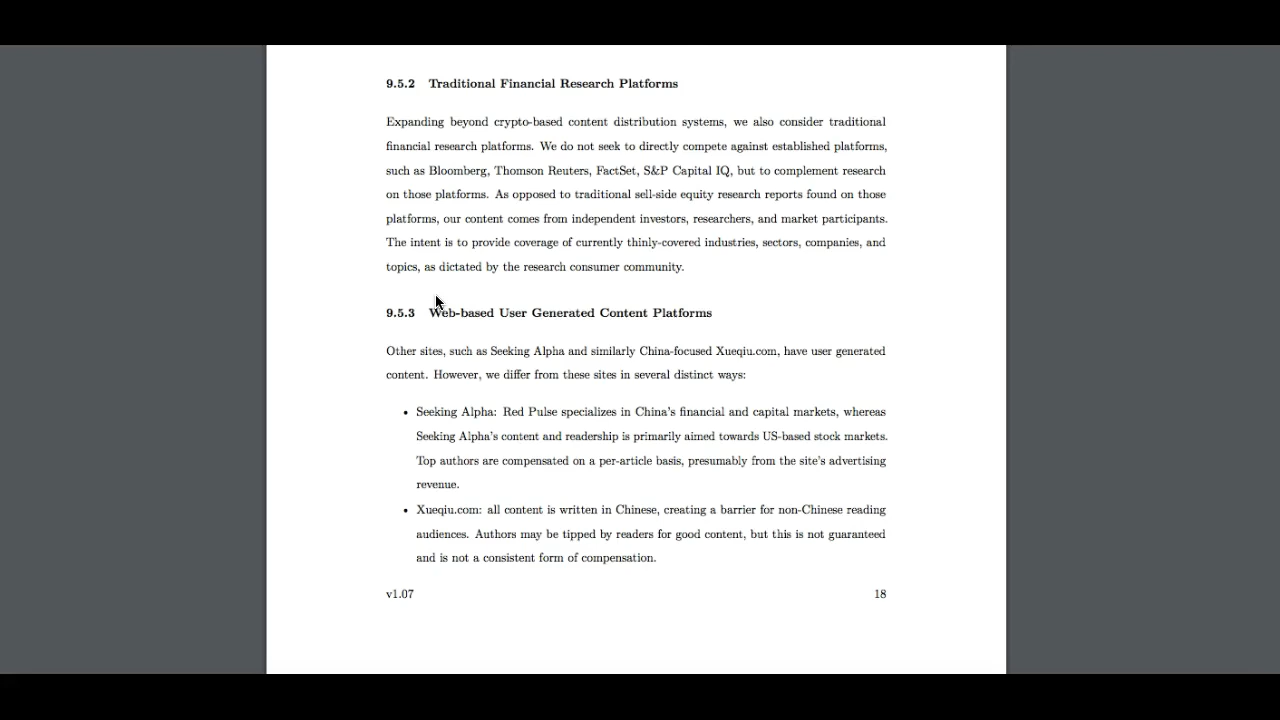 9.5.2 Traditional Financial Research Platforms
Expanding beyond crypto-based content distribution systems, we also consider traditional
financial research platforms. We do not seek to directly compete against established platforms,
such as Bloomberg, Thomson Reuters, FactSet, S&P Capital IQ, but to complement research
on those platforms. As opposed to traditional sell-side equity research reports found on those
platforms, our content comes from independent investors, researchers, and market participants.
The intent is to provide coverage of currently thinly-covered industries, sectors, companies, and
topics, as dictated by the research consumer community.
9.5.3 Web-based User Generated Content Platforms
Other sites, such as Seeking Alpha and similarly China-focused Xueqiu.com, have user generated
content. However, we differ from these sites in several distinct ways:
• Seeking Alpha: Red Pulse specializes in China's financial and capital markets, whereas
Seeking Alpha's content and readership is primarily aimed towards US-based stock markets.
Top authors are compensated on a per-article basis, presumably from the site's advertising
revenue.
• Xueqiu.com: all content is written in Chinese, creating a barrier for non-Chinese reading
audiences. Authors may be tipped by readers for good content, but this is not guaranteed
and is not a consistent form of compensation.
v1.07 18